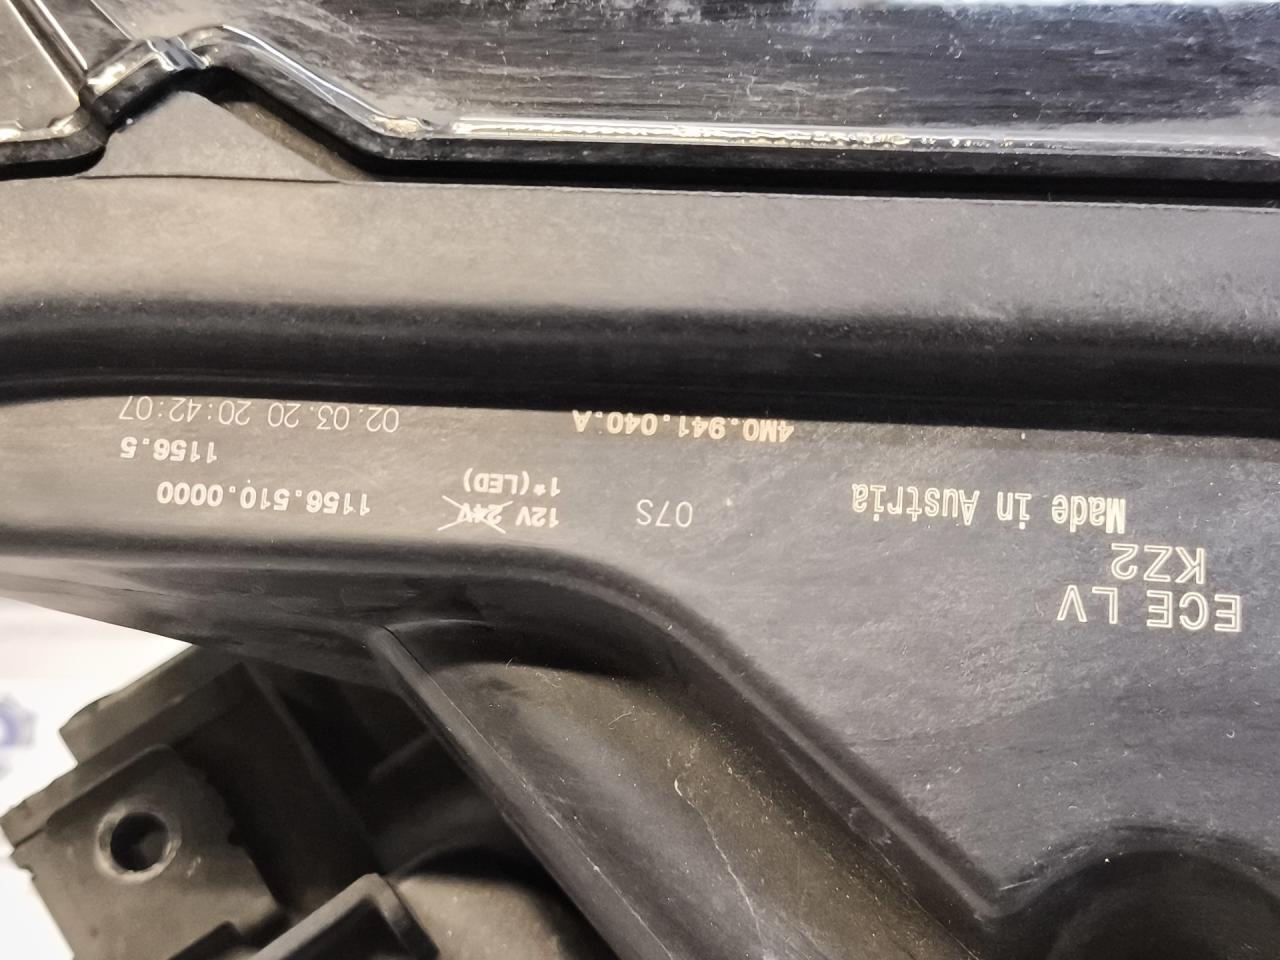 ECE LV
KZ2
Made in Austria
07S
12V 24V
1*(LED)
1156.510.0000
1156.5
4M0.941.040.A
02.03.20 20:42:07